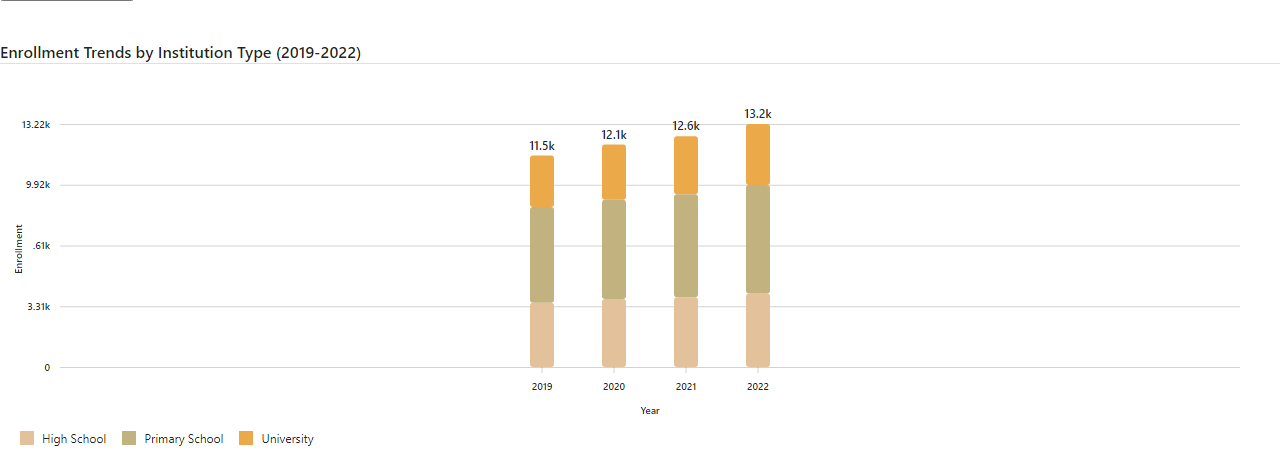 Enrollment Trends by Institution Type (2019-2022)
13.2k
12.6k
12.1k
11.5k
13.22k
9.92k
.61k
3.31k
0
Enrollment
2019 2020 2021 2022
Year
High School Primary School University